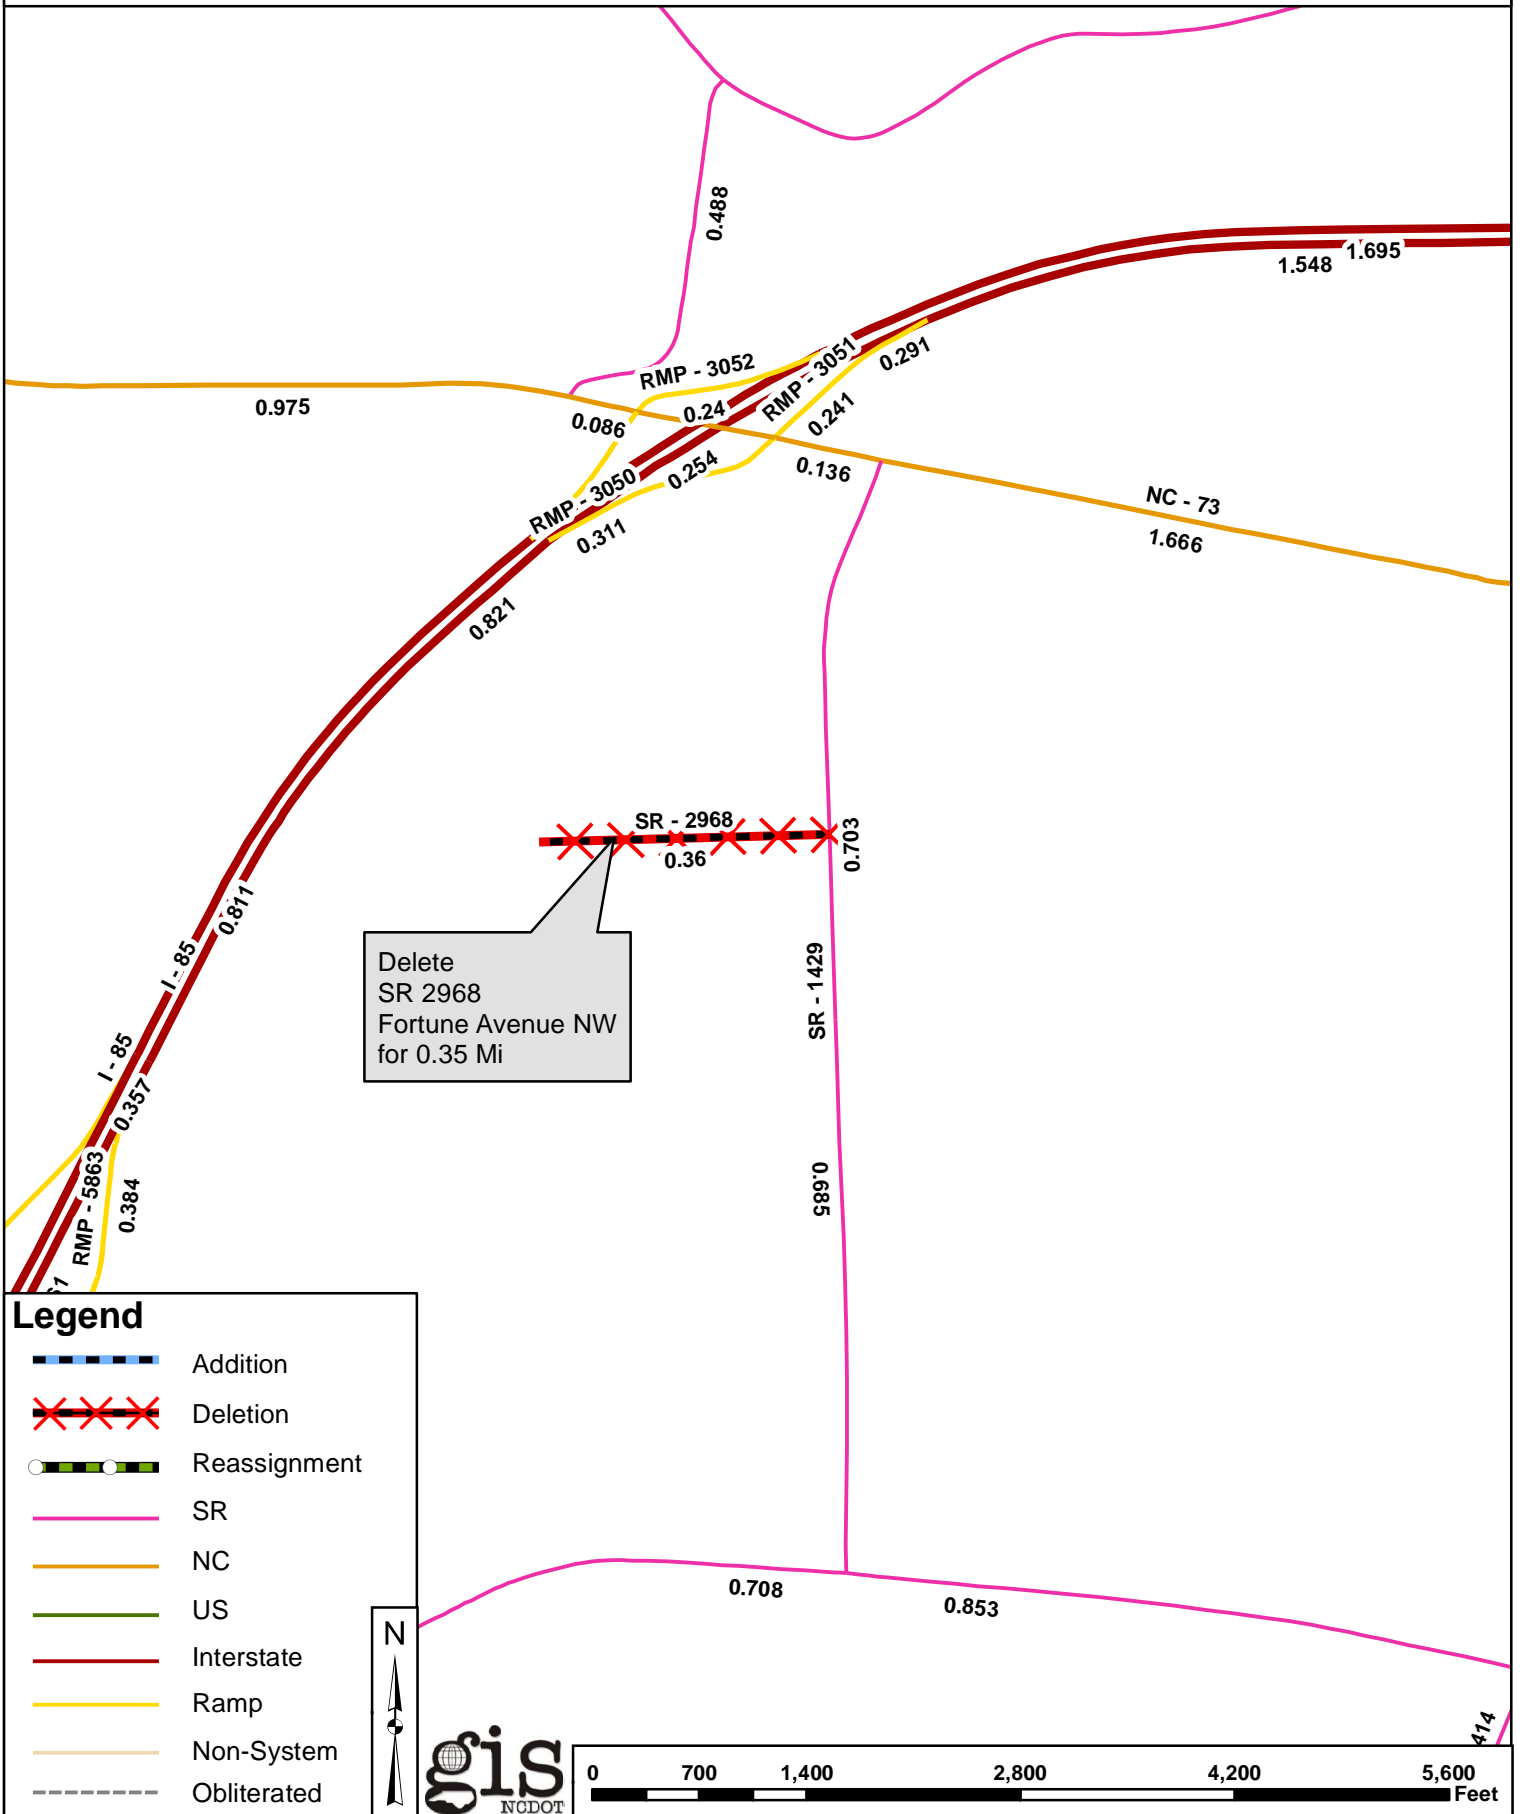 0.488
1.695
1.548
RMP - 3052
RMP - 3051
0.291
0.975
0.086
0.24
0.241
0.254
0.136
RMP - 3050
0.311
NC - 73
1.666
0.821
SR - 2968
0.36
0.703
0.811
I - 85
Delete
SR 2968
Fortune Avenue NW
for 0.35 Mi
SR - 1429
I - 85
0.357
RMP - 5863
0.384
0.685
Legend
Addition
Deletion
Reassignment
SR
NC
US
Interstate
Ramp
Non-System
Obliterated
0.708
0.853
N
gis
NCDOT
414
0 700 1,400 2,800 4,200 5,600
Feet